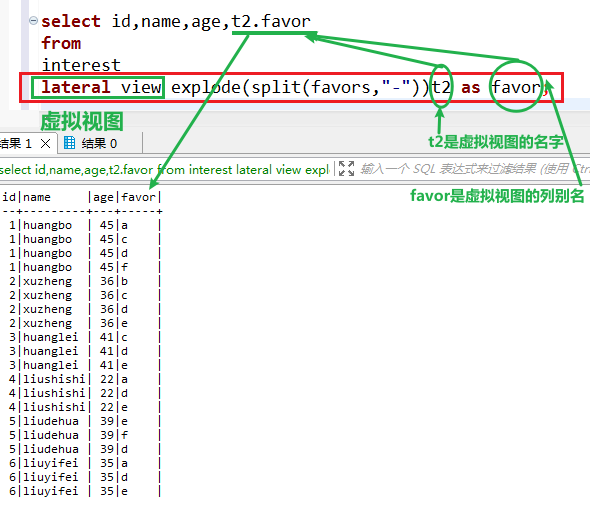 select id,name,age,t2.favor
from
interest
lateral view explode(split(favors,"-"))t2 as favor;
虚拟视图
t2是虚拟视图的名字
结果 1
结果 0
select id,name,age,t2.favor from interest lateral view expl
输入一个 SQL 表达式来过滤结果 (使用
favor是虚拟视图的列别名
id|name |age|favor|
--+---------+---+-----+
1|huangbo | 45|a |
1|huangbo | 45|c |
1|huangbo | 45|d |
1|huangbo | 45|f |
2|xuzheng | 36|b |
2|xuzheng | 36|c |
2|xuzheng | 36|d |
2|xuzheng | 36|e |
3|huanglei | 41|c |
3|huanglei | 41|d |
3|huanglei | 41|e |
4|liushishi| 22|a |
4|liushishi| 22|d |
4|liushishi| 22|e |
5|liudehua | 39|e |
5|liudehua | 39|f |
5|liudehua | 39|d |
6|liuyifei | 35|a |
6|liuyifei | 35|d |
6|liuyifei | 35|e |